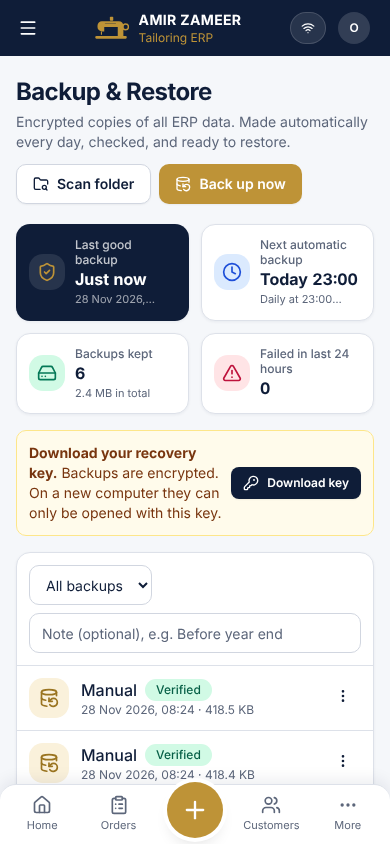 AMIR ZAMEER
Tailoring ERP
O
Backup & Restore
Encrypted copies of all ERP data. Made automatically
every day, checked, and ready to restore.
Scan folder
Back up now
Last good
backup
Just now
28 Nov 2026,...
Next automatic
backup
Today 23:00
Daily at 23:00...
Backups kept
6
2.4 MB in total
Failed in last 24
hours
0
Download your recovery
key. Backups are encrypted.
On a new computer they can
only be opened with this key.
Download key
All backups
Note (optional), e.g. Before year end
Manual Verified
28 Nov 2026, 08:24 · 418.5 KB
Manual Verified
28 Nov 2026, 08:24 · 418.4 KB
Home
Orders
Customers
More